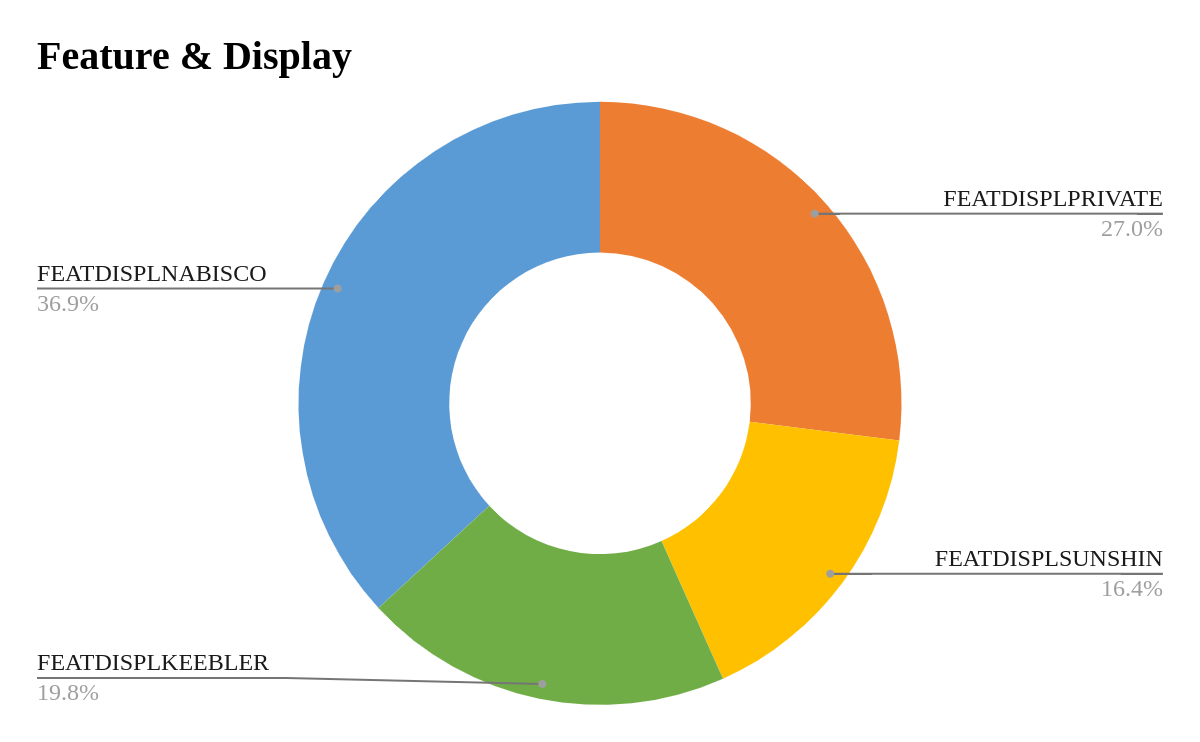 Feature & Display
FEATDISPLPRIVATE
27.0%
FEATDISPLNABISCO
36.9%
FEATDISPLSUNSHIN
16.4%
FEATDISPLKEEBLER
19.8%